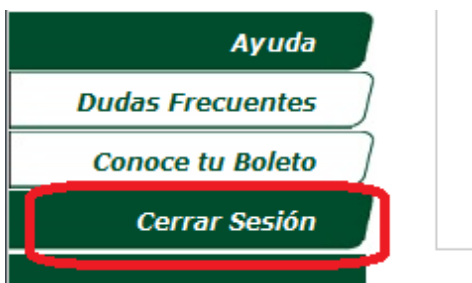 Ayuda
Dudas Frecuentes
Conoce tu Boleto
Cerrar Sesión